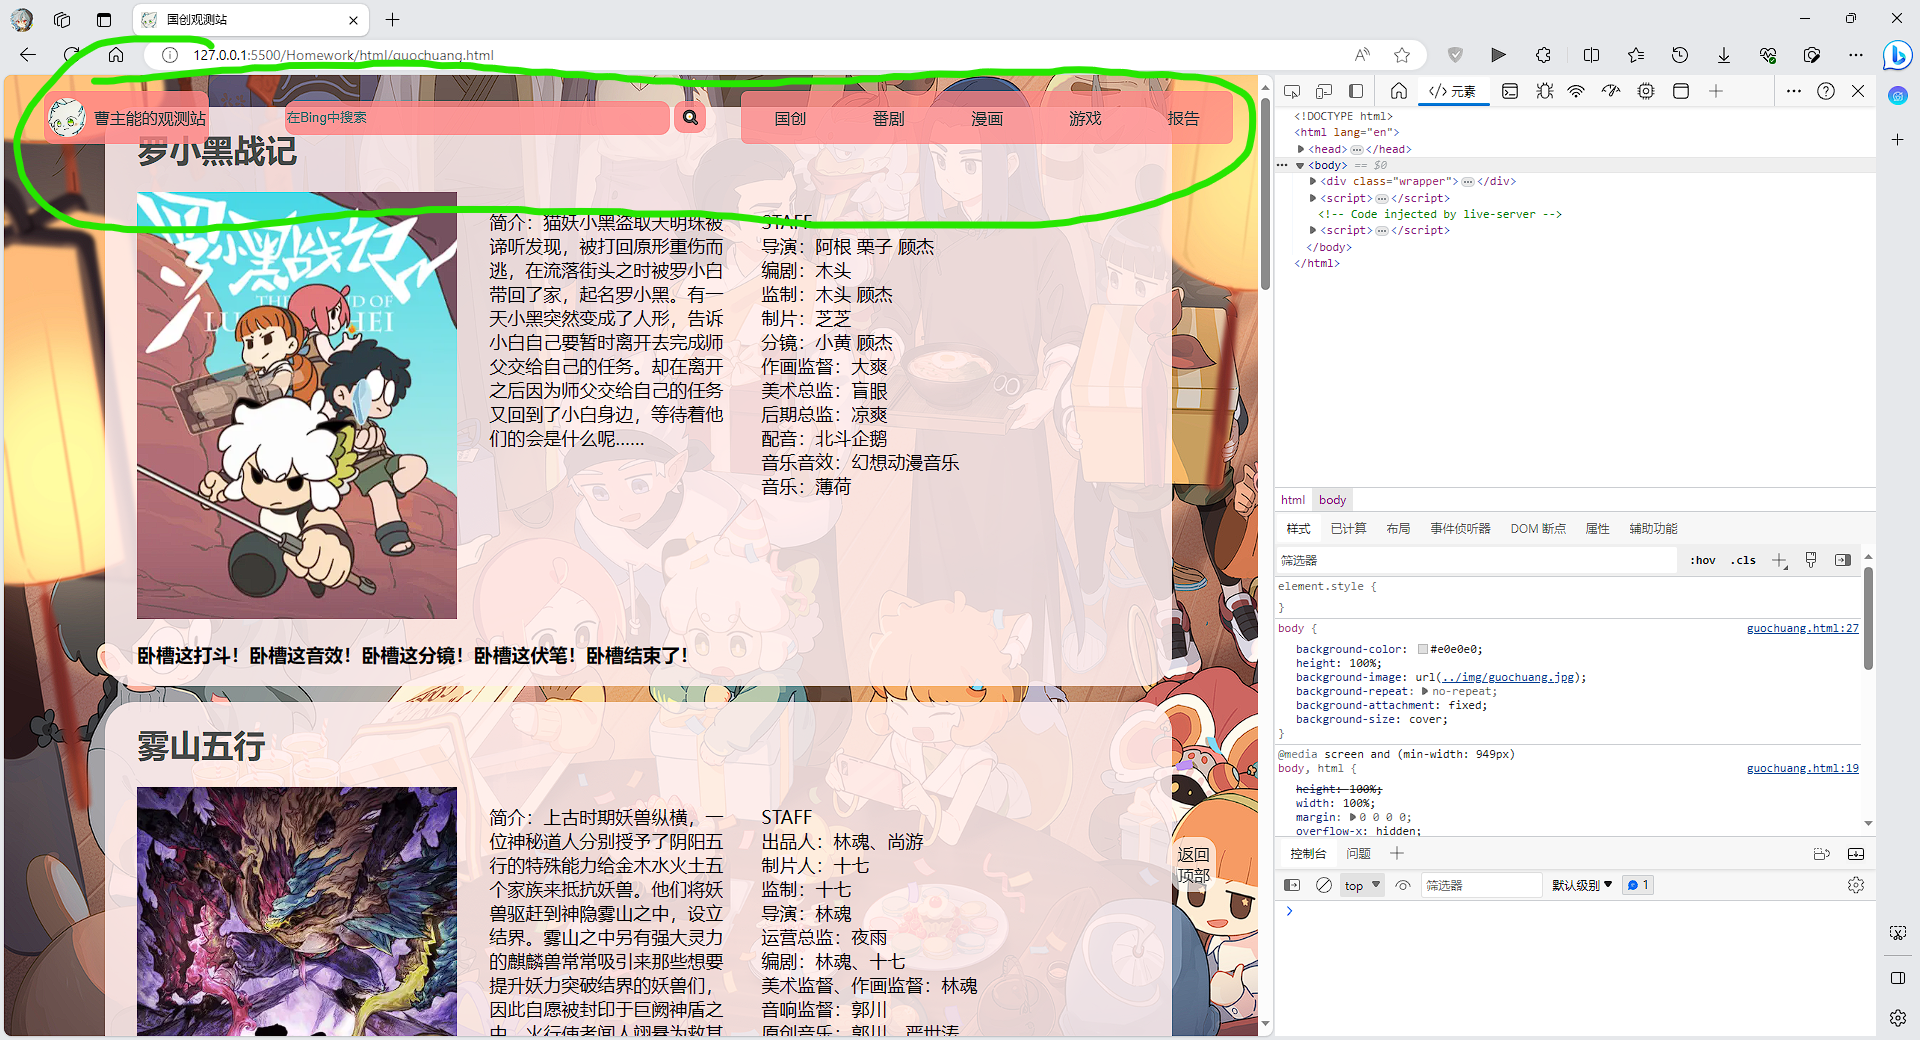 国创观测站
127.0.0.1:5500/Homework/html/guochuang.html
曹主能的观测站
在Bing中搜索
国创
番剧
漫画
游戏
报告
罗小黑战记
罗小黑战记
简介：猫妖小黑盗取天明珠被
谛听发现，被打回原形重伤而
逃，在流落街头之时被罗小白
带回了家，起名罗小黑。有一
天小黑突然变成了人形，告诉
小白自己要暂时离开去完成师
父交给自己的任务。却在离开
之后因为师父交给自己的任务
又回到了小白身边，等待着他
们的会是什么呢......
STAFF
导演：阿根 栗子 顾杰
编剧：木头
监制：木头 顾杰
制片：芝芝
分镜：小黄 顾杰
作画监督：大爽
美术总监：盲眼
后期总监：凉爽
配音：北斗企鹅
音乐音效：幻想动漫音乐
音乐：薄荷
卧槽这打斗！卧槽这音效！卧槽这分镜！卧槽这伏笔！卧槽结束了！
雾山五行
简介：上古时期妖兽纵横，一
位神秘道人分别授予了阴阳五
行的特殊能力给金木水火土五
个家族来抵抗妖兽。他们将妖
兽驱赶到神隐雾山之中，设立
结界。雾山之中另有强大灵力
的麒麟兽常常吸引来那些想要
提升妖力突破结界的妖兽们，
因此自愿被封印于巨阙神盾之
中。火行使者闻人翊悬为救其
STAFF
出品人：林魂、尚游
制片人：十七
监制：十七
导演：林魂
运营总监：夜雨
编剧：林魂、十七
美术监督、作画监督：林魂
音响监督：郭川
原创音乐：郭川、严世涛
返回
顶部
元素
<!DOCTYPE html>
<html lang="en">
<head>…</head>
<body> == $0
<div class="wrapper">…</div>
<script>…</script>
<!-- Code injected by live-server -->
<script>…</script>
</body>
</html>
html body
样式 已计算 布局 事件侦听器 DOM 断点 属性 辅助功能
筛选器 :hov .cls
element.style {
}
body { guochuang.html:27
background-color: #e0e0e0;
height: 100%;
background-image: url(../img/guochuang.jpg);
background-repeat: no-repeat;
background-attachment: fixed;
background-size: cover;
}
@media screen and (min-width: 949px)
body, html { guochuang.html:19
height: 100%;
width: 100%;
margin: 0 0 0 0;
overflow-x: hidden;
控制台 问题
top 筛选器 默认级别 1